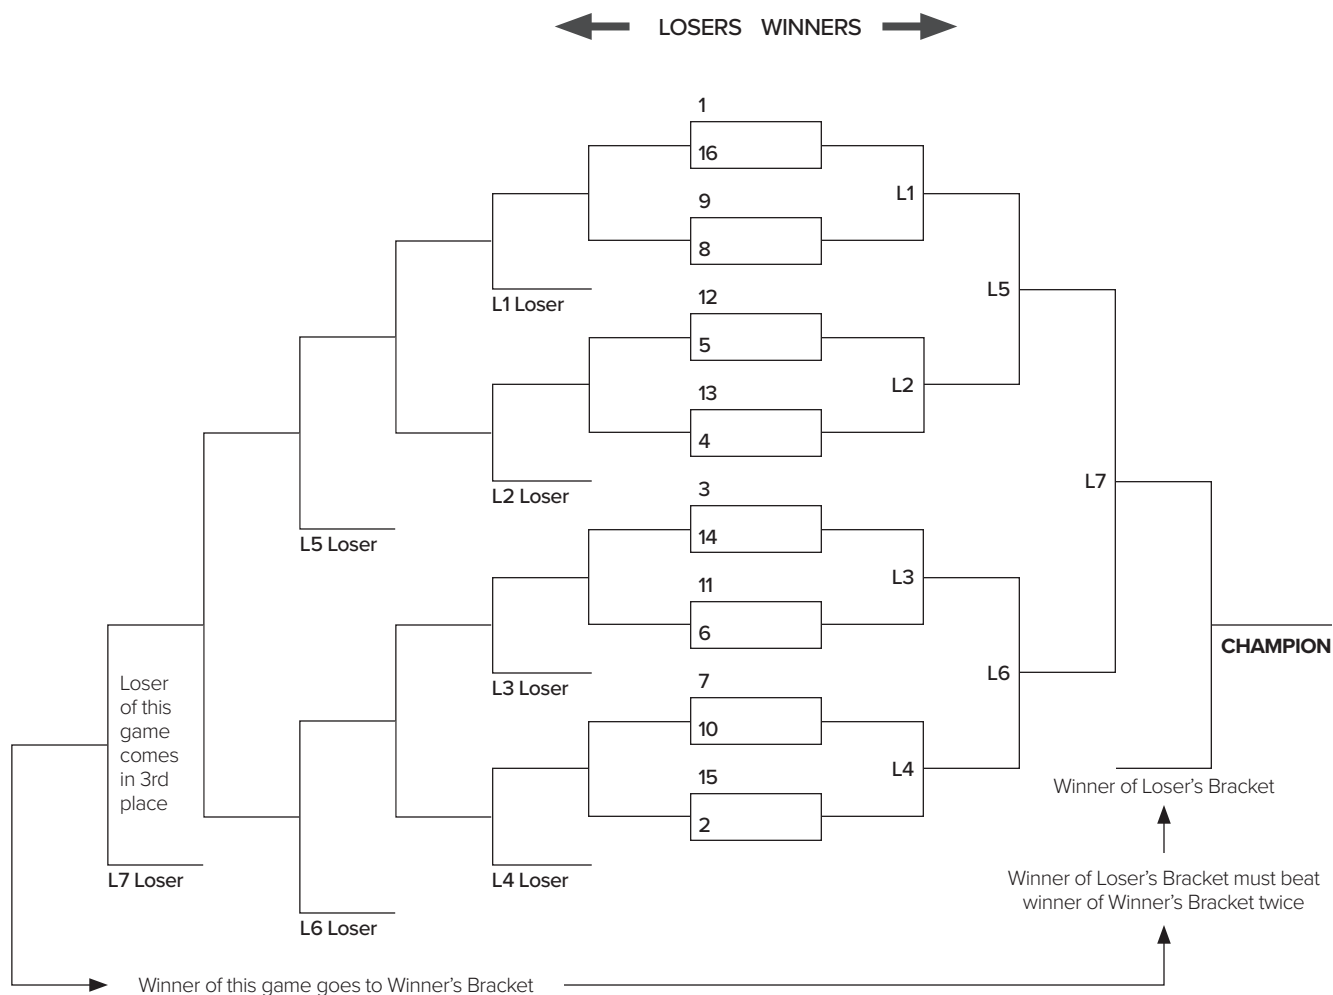 LOSERS WINNERS
1
16
9
8
L1
L1 Loser
12
5
13
4
L2
L2 Loser
L5
L5 Loser
3
14
11
6
L3
L3 Loser
7
10
15
2
L4
L4 Loser
L6
L6 Loser
L7
L7 Loser
Loser
of this
game
comes
in 3rd
place
CHAMPION
Winner of Loser’s Bracket
Winner of Loser’s Bracket must beat
winner of Winner’s Bracket twice
Winner of this game goes to Winner’s Bracket